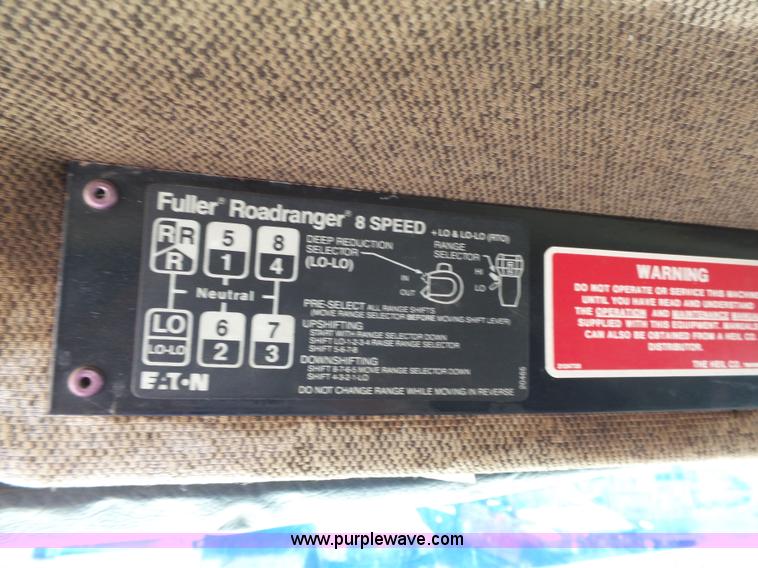 Fuller® Roadranger® 8 SPEED + LO & LO-LO (RTO)
R R
R
5
1
8
4
Neutral
LO
LO-LO
6
2
7
3
DEEP REDUCTION
SELECTOR
(LO-LO)
IN
OUT
RANGE
SELECTOR
HI
LO
PRE-SELECT ALL RANGE SHIFTS
(MOVE RANGE SELECTOR BEFORE MOVING SHIFT LEVER)
UPSHIFTING
START WITH RANGE SELECTOR DOWN
SHIFT LO-1-2-3-4 RAISE RANGE SELECTOR
SHIFT 5-6-7-8
DOWNSHIFTING
SHIFT 8-7-6-5 MOVE RANGE SELECTOR DOWN
SHIFT 4-3-2-1-LO
DO NOT CHANGE RANGE WHILE MOVING IN REVERSE
EATON
20466
WARNING
DO NOT OPERATE OR SERVICE THIS MACHIN
UNTIL YOU HAVE READ AND UNDERSTAND
THE OPERATION AND MAINTENANCE MANUA
SUPPLIED WITH THIS EQUIPMENT. MANUALS
CAN ALSO BE OBTAINED FROM A HEIL CO.
DISTRIBUTOR.
THE HEIL CO.
www.purplewave.com